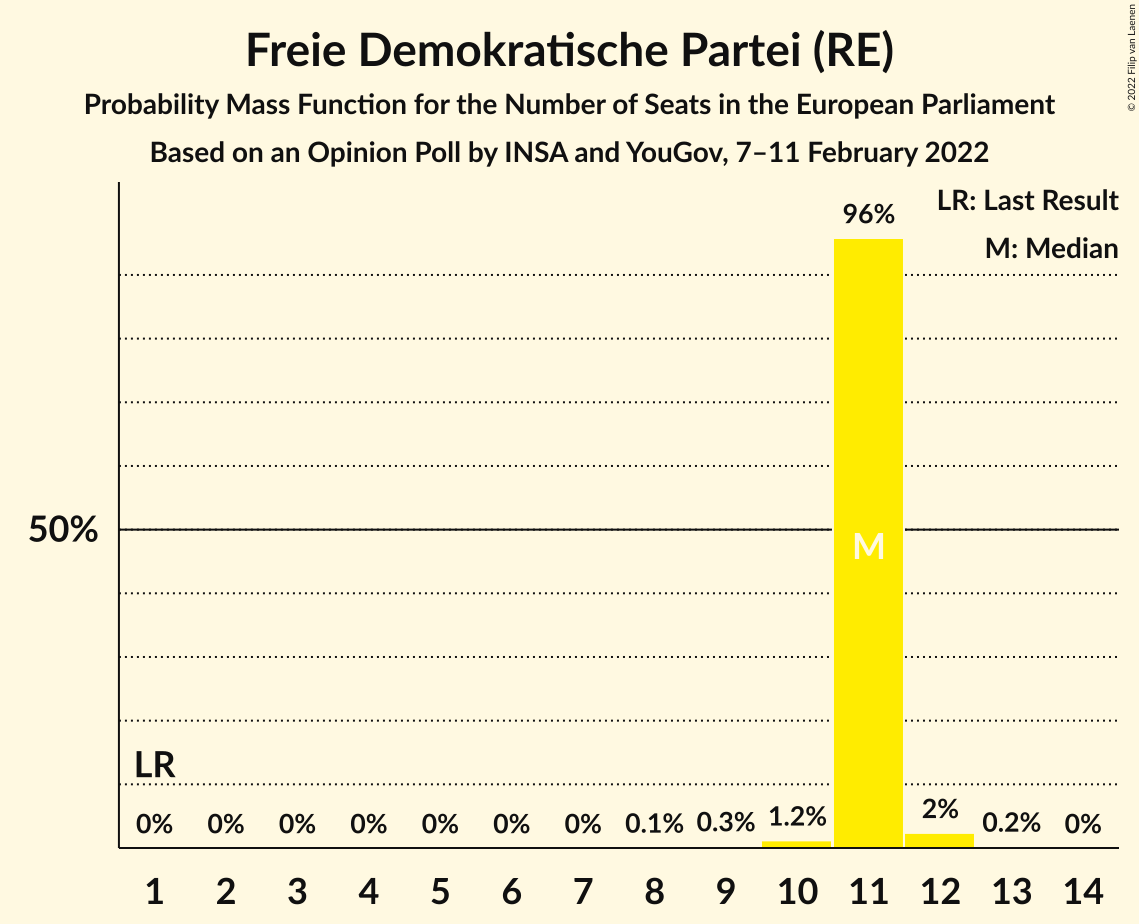 Freie Demokratische Partei (RE)
Probability Mass Function for the Number of Seats in the European Parliament
Based on an Opinion Poll by INSA and YouGov, 7–11 February 2022
© 2022 Filip van Laenen
LR: Last Result
M: Median
96%
50%
M
LR
0% 0% 0% 0% 0% 0% 0% 0.1% 0.3% 1.2% 2% 0.2% 0%
1 2 3 4 5 6 7 8 9 10 11 12 13 14